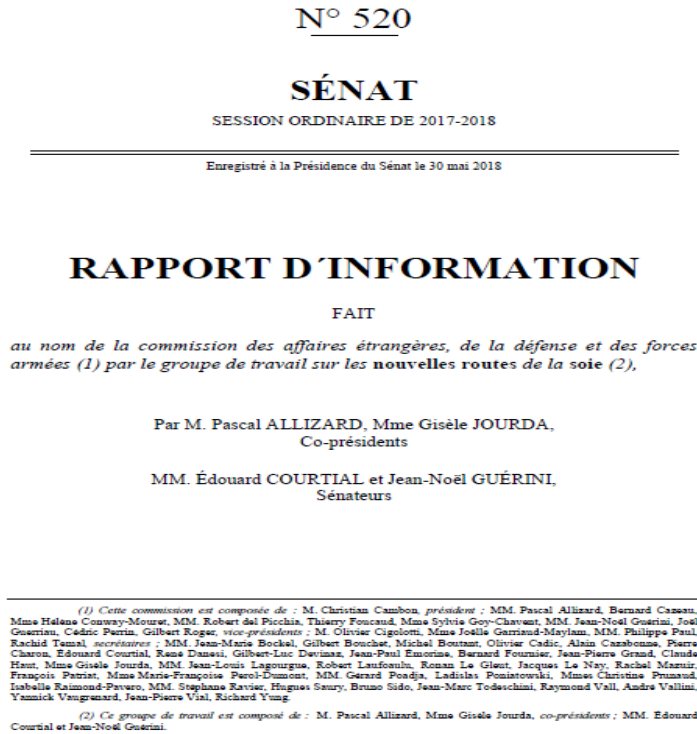 N° 520
SÉNAT
SESSION ORDINAIRE DE 2017-2018
Enregistré à la Présidence du Sénat le 30 mai 2018
RAPPORT D´INFORMATION
FAIT
au nom de la commission des affaires étrangères, de la défense et des forces
armées (1) par le groupe de travail sur les nouvelles routes de la soie (2),
Par M. Pascal ALLIZARD, Mme Gisèle JOURDA,
Co-présidents
MM. Édouard COURTIAL et Jean-Noël GUÉRINI,
Sénateurs
(1) Cette commission est composée de : M. Christian Cambon, président ; MM. Pascal Allizard, Bernard Cazeau,
Mme Hélène Conway-Mouret, MM. Robert del Picchia, Thierry Foucaud, Mme Sylvie Goy-Chavent, MM. Jean-Noël Guérini, Joël
Guerriau, Cédric Perrin, Gilbert Roger, vice-présidents ; M. Olivier Cigolotti, Mme Joëlle Garriaud-Maylam, MM. Philippe Paul,
Rachid Temal, secrétaires ; MM. Jean-Marie Bockel, Gilbert Bouchet, Michel Boutant, Olivier Cadic, Alain Cazabonne, Pierre
Charon, Édouard Courtial, René Danesi, Gilbert-Luc Devinaz, Jean-Paul Émorine, Bernard Fournier, Jean-Pierre Grand, Claude
Haut, Mme Gisèle Jourda, MM. Jean-Louis Lagourgue, Robert Laufoaulu, Ronan Le Gleut, Jacques Le Nay, Rachel Mazuir,
François Patriat, Mme Marie-Françoise Perol-Dumont, MM. Gérard Poadja, Ladislas Poniatowski, Mmes Christine Prunaud,
Isabelle Raimond-Pavero, MM. Stéphane Ravier, Hugues Saury, Bruno Sido, Jean-Marc Todeschini, Raymond Vall, André Vallini,
Yannick Vaugrenard, Jean-Pierre Vial, Richard Yung.
(2) Ce groupe de travail est composé de : M. Pascal Allizard, Mme Gisèle Jourda, co-présidents ; MM. Édouard
Courtial et Jean-Noël Guérini.